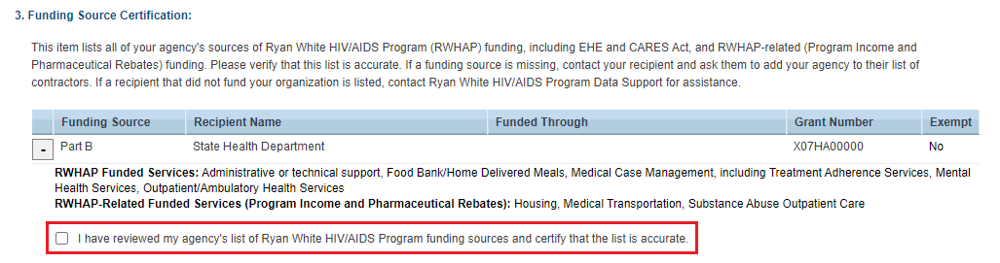 3. Funding Source Certification:
This item lists all of your agency's sources of Ryan White HIV/AIDS Program (RWHAP) funding, including EHE and CARES Act, and RWHAP-related (Program Income and
Pharmaceutical Rebates) funding. Please verify that this list is accurate. If a funding source is missing, contact your recipient and ask them to add your agency to their list of
contractors. If a recipient that did not fund your organization is listed, contact Ryan White HIV/AIDS Program Data Support for assistance.
Funding Source Recipient Name Funded Through Grant Number Exempt
- Part B State Health Department X07HA00000 No
RWHAP Funded Services: Administrative or technical support, Food Bank/Home Delivered Meals, Medical Case Management, including Treatment Adherence Services, Mental
Health Services, Outpatient/Ambulatory Health Services
RWHAP-Related Funded Services (Program Income and Pharmaceutical Rebates): Housing, Medical Transportation, Substance Abuse Outpatient Care
I have reviewed my agency's list of Ryan White HIV/AIDS Program funding sources and certify that the list is accurate.